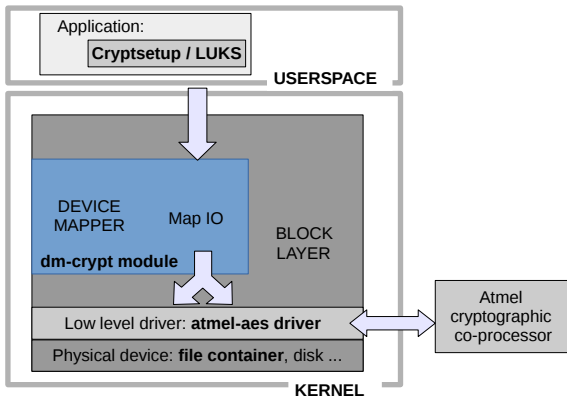 Application:
Cryptsetup / LUKS
USERSPACE
DEVICE
MAPPER
Map IO
BLOCK
LAYER
dm-crypt module
Low level driver: atmel-aes driver
Atmel
cryptographic
co-processor
Physical device: file container, disk ...
KERNEL